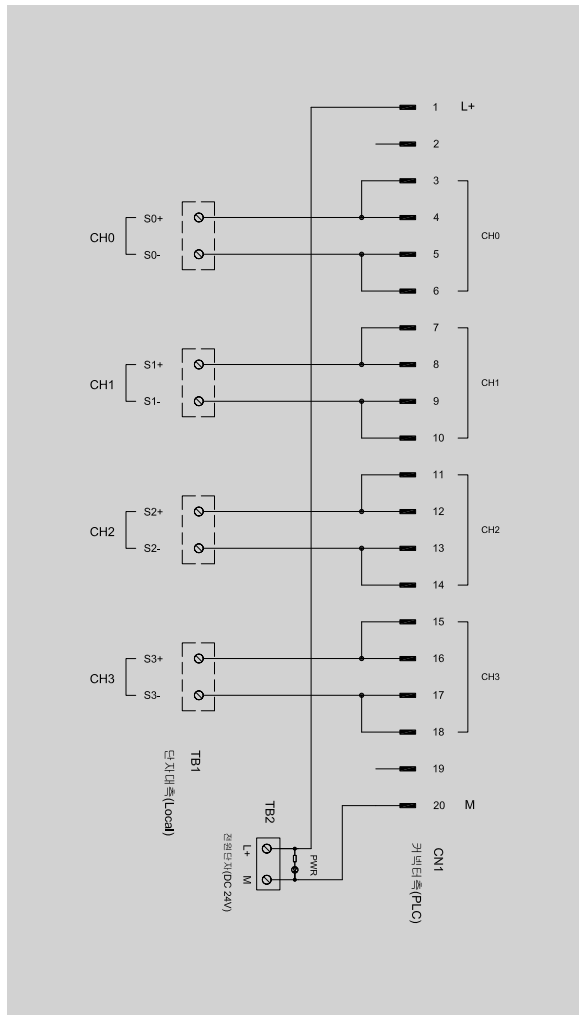 1 L+
2
3
4
5
6
CH0
CH0
S0+
S0-
7
8
9
10
CH1
CH1
S1+
S1-
11
12
13
14
CH2
CH2
S2+
S2-
15
16
17
18
CH3
CH3
S3+
S3-
19
20 M
TB1
단자대측(Local)
TB2
L+
M
PWR
전원단자(DC 24V)
CN1
커넥터측(PLC)